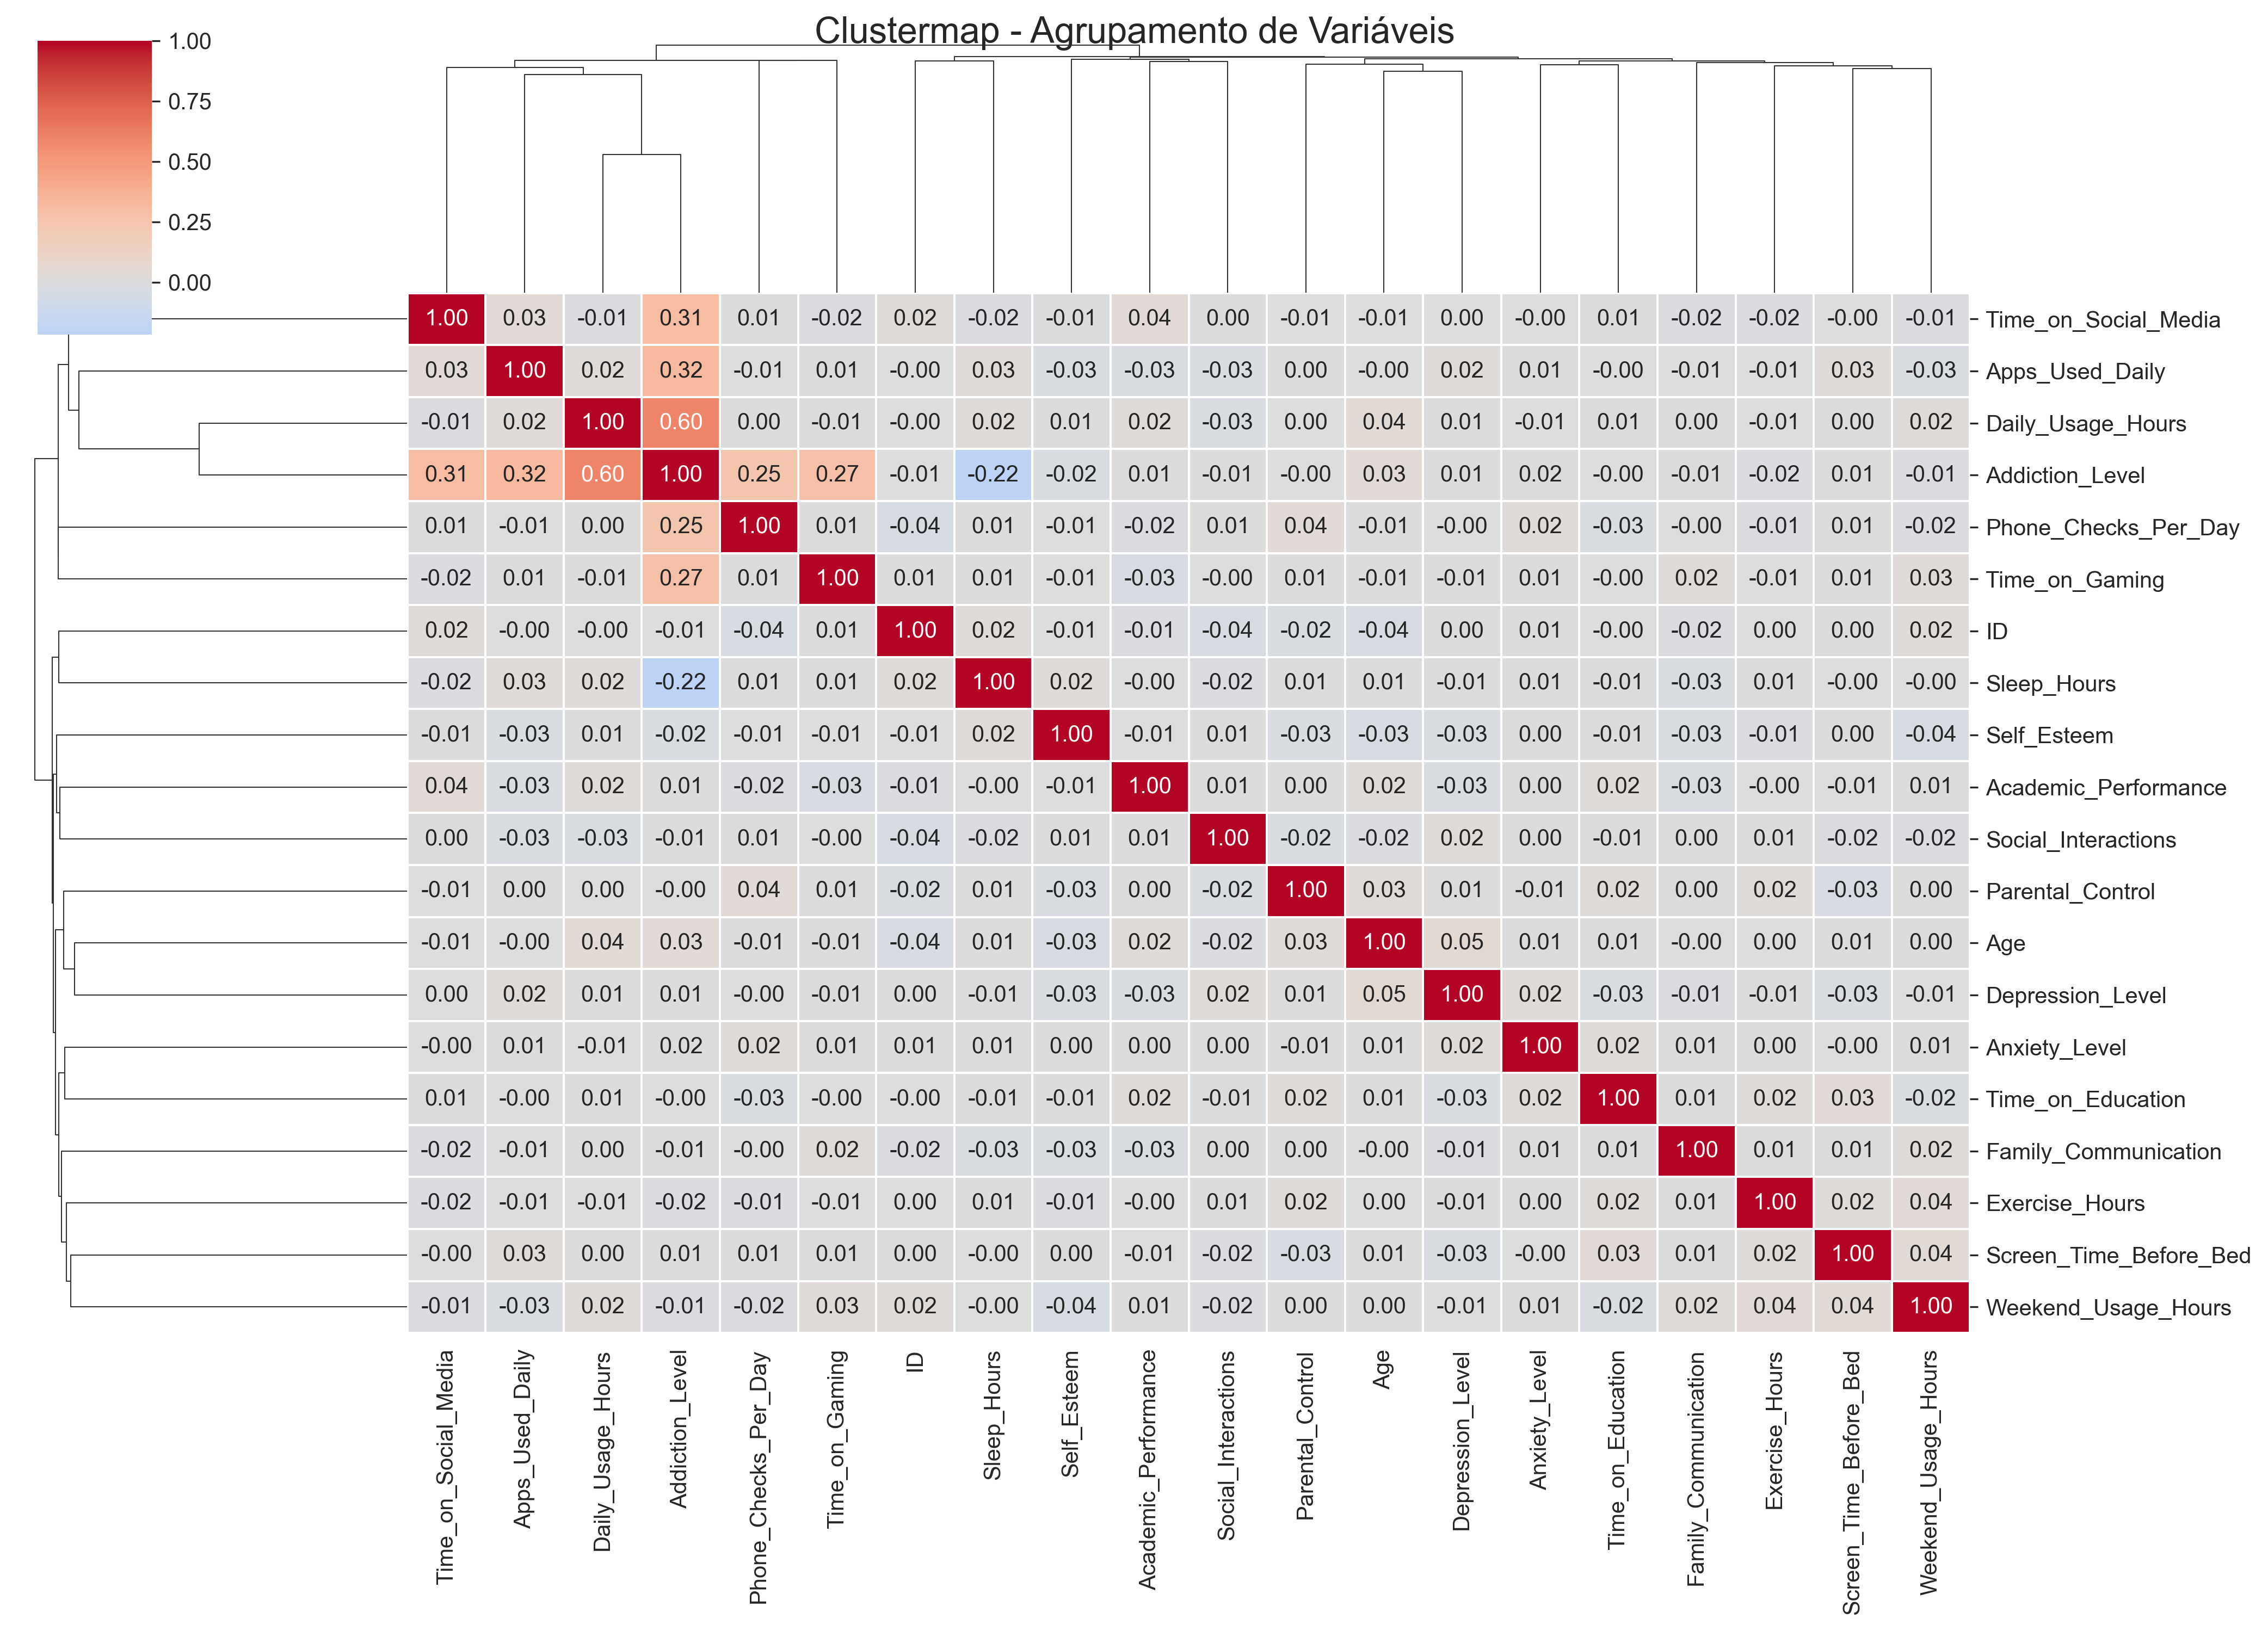 Clustermap - Agrupamento de Variáveis
1.00
0.75
0.50
0.25
0.00
1.00 0.03 -0.01 0.31 0.01 -0.02 0.02 -0.02 -0.01 0.04 0.00 -0.01 -0.01 0.00 -0.00 0.01 -0.02 -0.02 -0.00 -0.01 Time_on_Social_Media
0.03 1.00 0.02 0.32 -0.01 0.01 -0.00 0.03 -0.03 -0.03 -0.03 0.00 -0.00 0.02 0.01 -0.00 -0.01 -0.01 0.03 -0.03 Apps_Used_Daily
-0.01 0.02 1.00 0.60 0.00 -0.01 -0.00 0.02 0.01 0.02 -0.03 0.00 0.04 0.01 -0.01 0.01 0.00 -0.01 0.00 0.02 Daily_Usage_Hours
0.31 0.32 0.60 1.00 0.25 0.27 -0.01 -0.22 -0.02 0.01 -0.01 -0.00 0.03 0.01 0.02 -0.00 -0.01 -0.02 0.01 -0.01 Addiction_Level
0.01 -0.01 0.00 0.25 1.00 0.01 -0.04 0.01 -0.01 -0.02 0.01 0.04 -0.01 -0.00 0.02 -0.03 -0.00 -0.01 0.01 -0.02 Phone_Checks_Per_Day
-0.02 0.01 -0.01 0.27 0.01 1.00 0.01 0.01 -0.01 -0.03 -0.00 0.01 -0.01 -0.01 0.01 -0.00 0.02 -0.01 0.01 0.03 Time_on_Gaming
0.02 -0.00 -0.00 -0.01 -0.04 0.01 1.00 0.02 -0.01 -0.01 -0.04 -0.02 -0.04 0.00 0.01 -0.00 -0.02 0.00 0.00 0.02 ID
-0.02 0.03 0.02 -0.22 0.01 0.01 0.02 1.00 0.02 -0.00 -0.02 0.01 0.01 -0.01 0.01 -0.01 -0.03 0.01 -0.00 -0.00 Sleep_Hours
-0.01 -0.03 0.01 -0.02 -0.01 -0.01 -0.01 0.02 1.00 -0.01 0.01 -0.03 -0.03 -0.03 0.00 -0.01 -0.03 -0.01 0.00 -0.04 Self_Esteem
0.04 -0.03 0.02 0.01 -0.02 -0.03 -0.01 -0.00 -0.01 1.00 0.01 0.00 0.02 -0.03 0.00 0.02 -0.03 -0.00 -0.01 0.01 Academic_Performance
0.00 -0.03 -0.03 -0.01 0.01 -0.00 -0.04 -0.02 0.01 0.01 1.00 -0.02 -0.02 0.02 0.00 -0.01 0.00 0.01 -0.02 -0.02 Social_Interactions
-0.01 0.00 0.00 -0.00 0.04 0.01 -0.02 0.01 -0.03 0.00 -0.02 1.00 0.03 0.01 -0.01 0.02 0.00 0.02 -0.03 0.00 Parental_Control
-0.01 -0.00 0.04 0.03 -0.01 -0.01 -0.04 0.01 -0.03 0.02 -0.02 0.03 1.00 0.05 0.01 0.01 -0.00 0.00 0.01 0.00 Age
0.00 0.02 0.01 0.01 -0.00 -0.01 0.00 -0.01 -0.03 -0.03 0.02 0.01 0.05 1.00 0.02 -0.03 -0.01 -0.01 -0.03 -0.01 Depression_Level
-0.00 0.01 -0.01 0.02 0.02 0.01 0.01 0.01 0.00 0.00 0.00 -0.01 0.01 0.02 1.00 0.02 0.01 0.00 -0.00 0.01 Anxiety_Level
0.01 -0.00 0.01 -0.00 -0.03 -0.00 -0.00 -0.01 -0.01 0.02 -0.01 0.02 0.01 -0.03 0.02 1.00 0.01 0.02 0.03 -0.02 Time_on_Education
-0.02 -0.01 0.00 -0.01 -0.00 0.02 -0.02 -0.03 -0.03 -0.03 0.00 0.00 -0.00 -0.01 0.01 0.01 1.00 0.01 0.01 0.02 Family_Communication
-0.02 -0.01 -0.01 -0.02 -0.01 -0.01 0.00 0.01 -0.01 -0.00 0.01 0.02 0.00 -0.01 0.00 0.02 0.01 1.00 0.02 0.04 Exercise_Hours
-0.00 0.03 0.00 0.01 0.01 0.01 0.00 -0.00 0.00 -0.01 -0.02 -0.03 0.01 -0.03 -0.00 0.03 0.01 0.02 1.00 0.04 Screen_Time_Before_Bed
-0.01 -0.03 0.02 -0.01 -0.02 0.03 0.02 -0.00 -0.04 0.01 -0.02 0.00 0.00 -0.01 0.01 -0.02 0.02 0.04 0.04 1.00 Weekend_Usage_Hours
Time_on_Social_Media
Apps_Used_Daily
Daily_Usage_Hours
Addiction_Level
Phone_Checks_Per_Day
Time_on_Gaming
ID
Sleep_Hours
Self_Esteem
Academic_Performance
Social_Interactions
Parental_Control
Age
Depression_Level
Anxiety_Level
Time_on_Education
Family_Communication
Exercise_Hours
Screen_Time_Before_Bed
Weekend_Usage_Hours